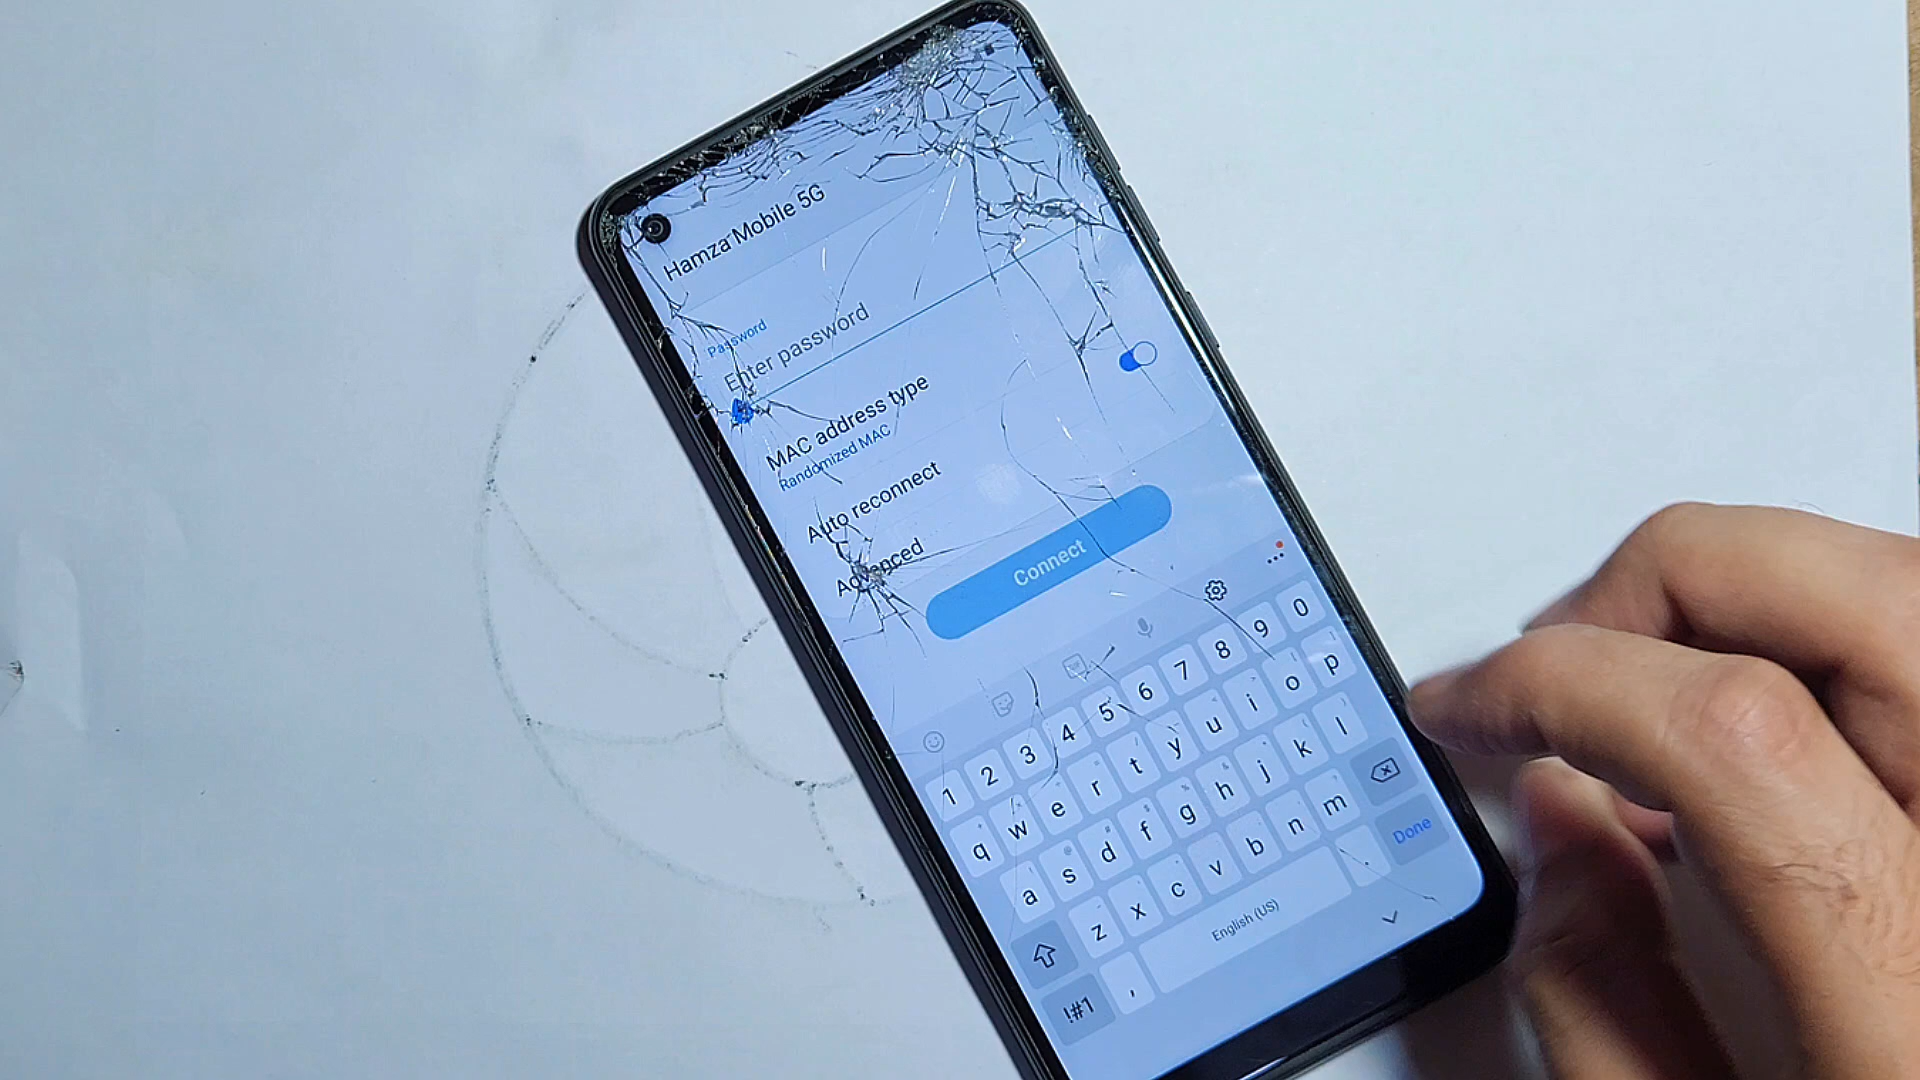 Hamza Mobile 5G
Password
Enter password
MAC address type
Randomized MAC
Auto reconnect
Advanced
Connect
1 2 3 4 5 6 7 8 9 0
q w e r t y u i o p
a s d f g h j k l
z x c v b n m
!#1 , English (US) . Done